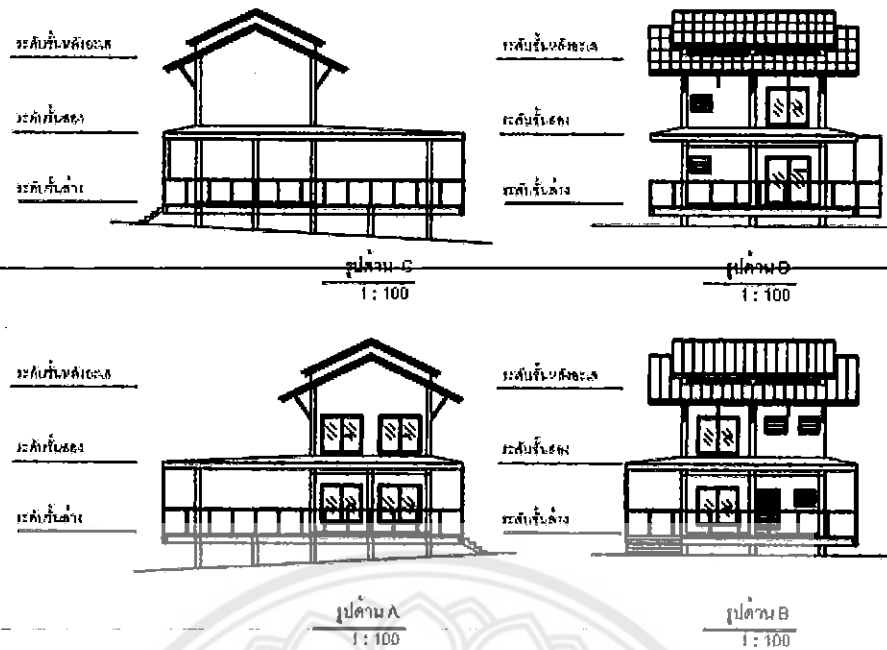 ระดับชั้นหลังคา
ระดับชั้นสอง
ระดับชั้นล่าง
รูปด้าน C
1 : 100
ระดับชั้นหลังคา
ระดับชั้นสอง
ระดับชั้นล่าง
รูปด้าน D
1 : 100
ระดับชั้นหลังคา
ระดับชั้นสอง
ระดับชั้นล่าง
รูปด้าน A
1 : 100
ระดับชั้นหลังคา
ระดับชั้นสอง
ระดับชั้นล่าง
รูปด้าน B
1 : 100